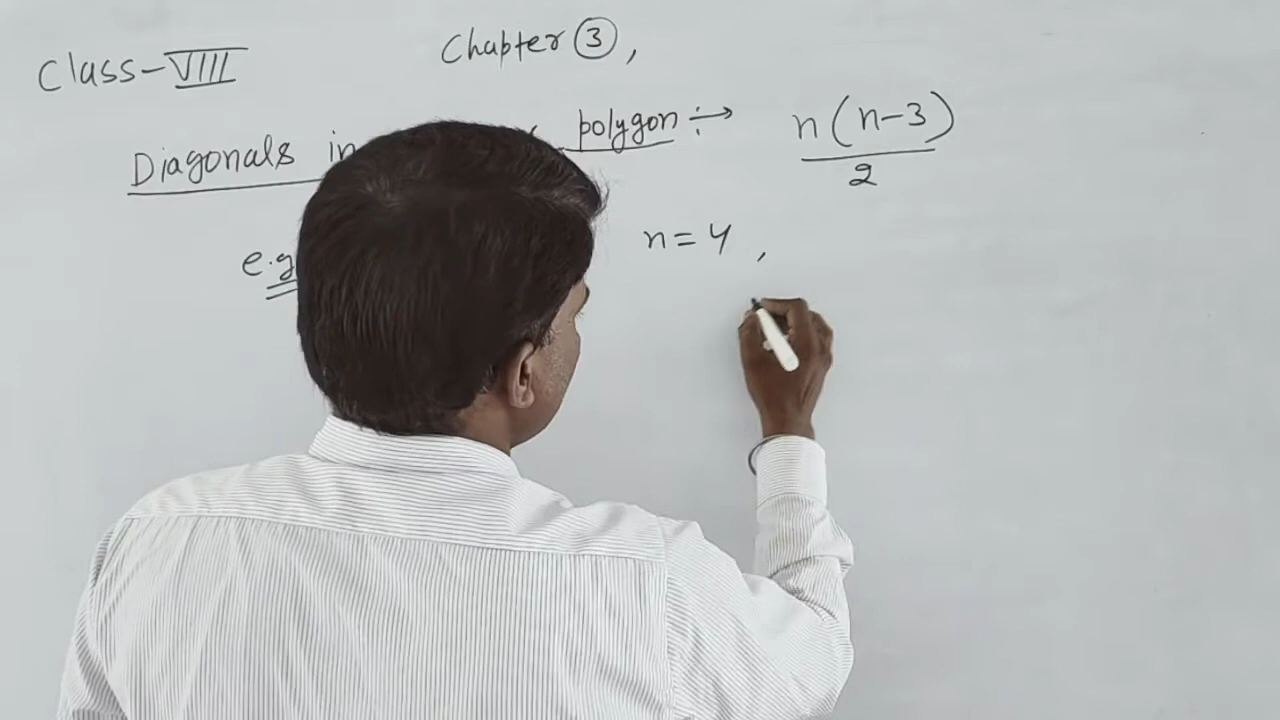 Class-VIII
Chapter ③,
Diagonals in polygon ÷→ n(n-3)/2
e.g n=4,